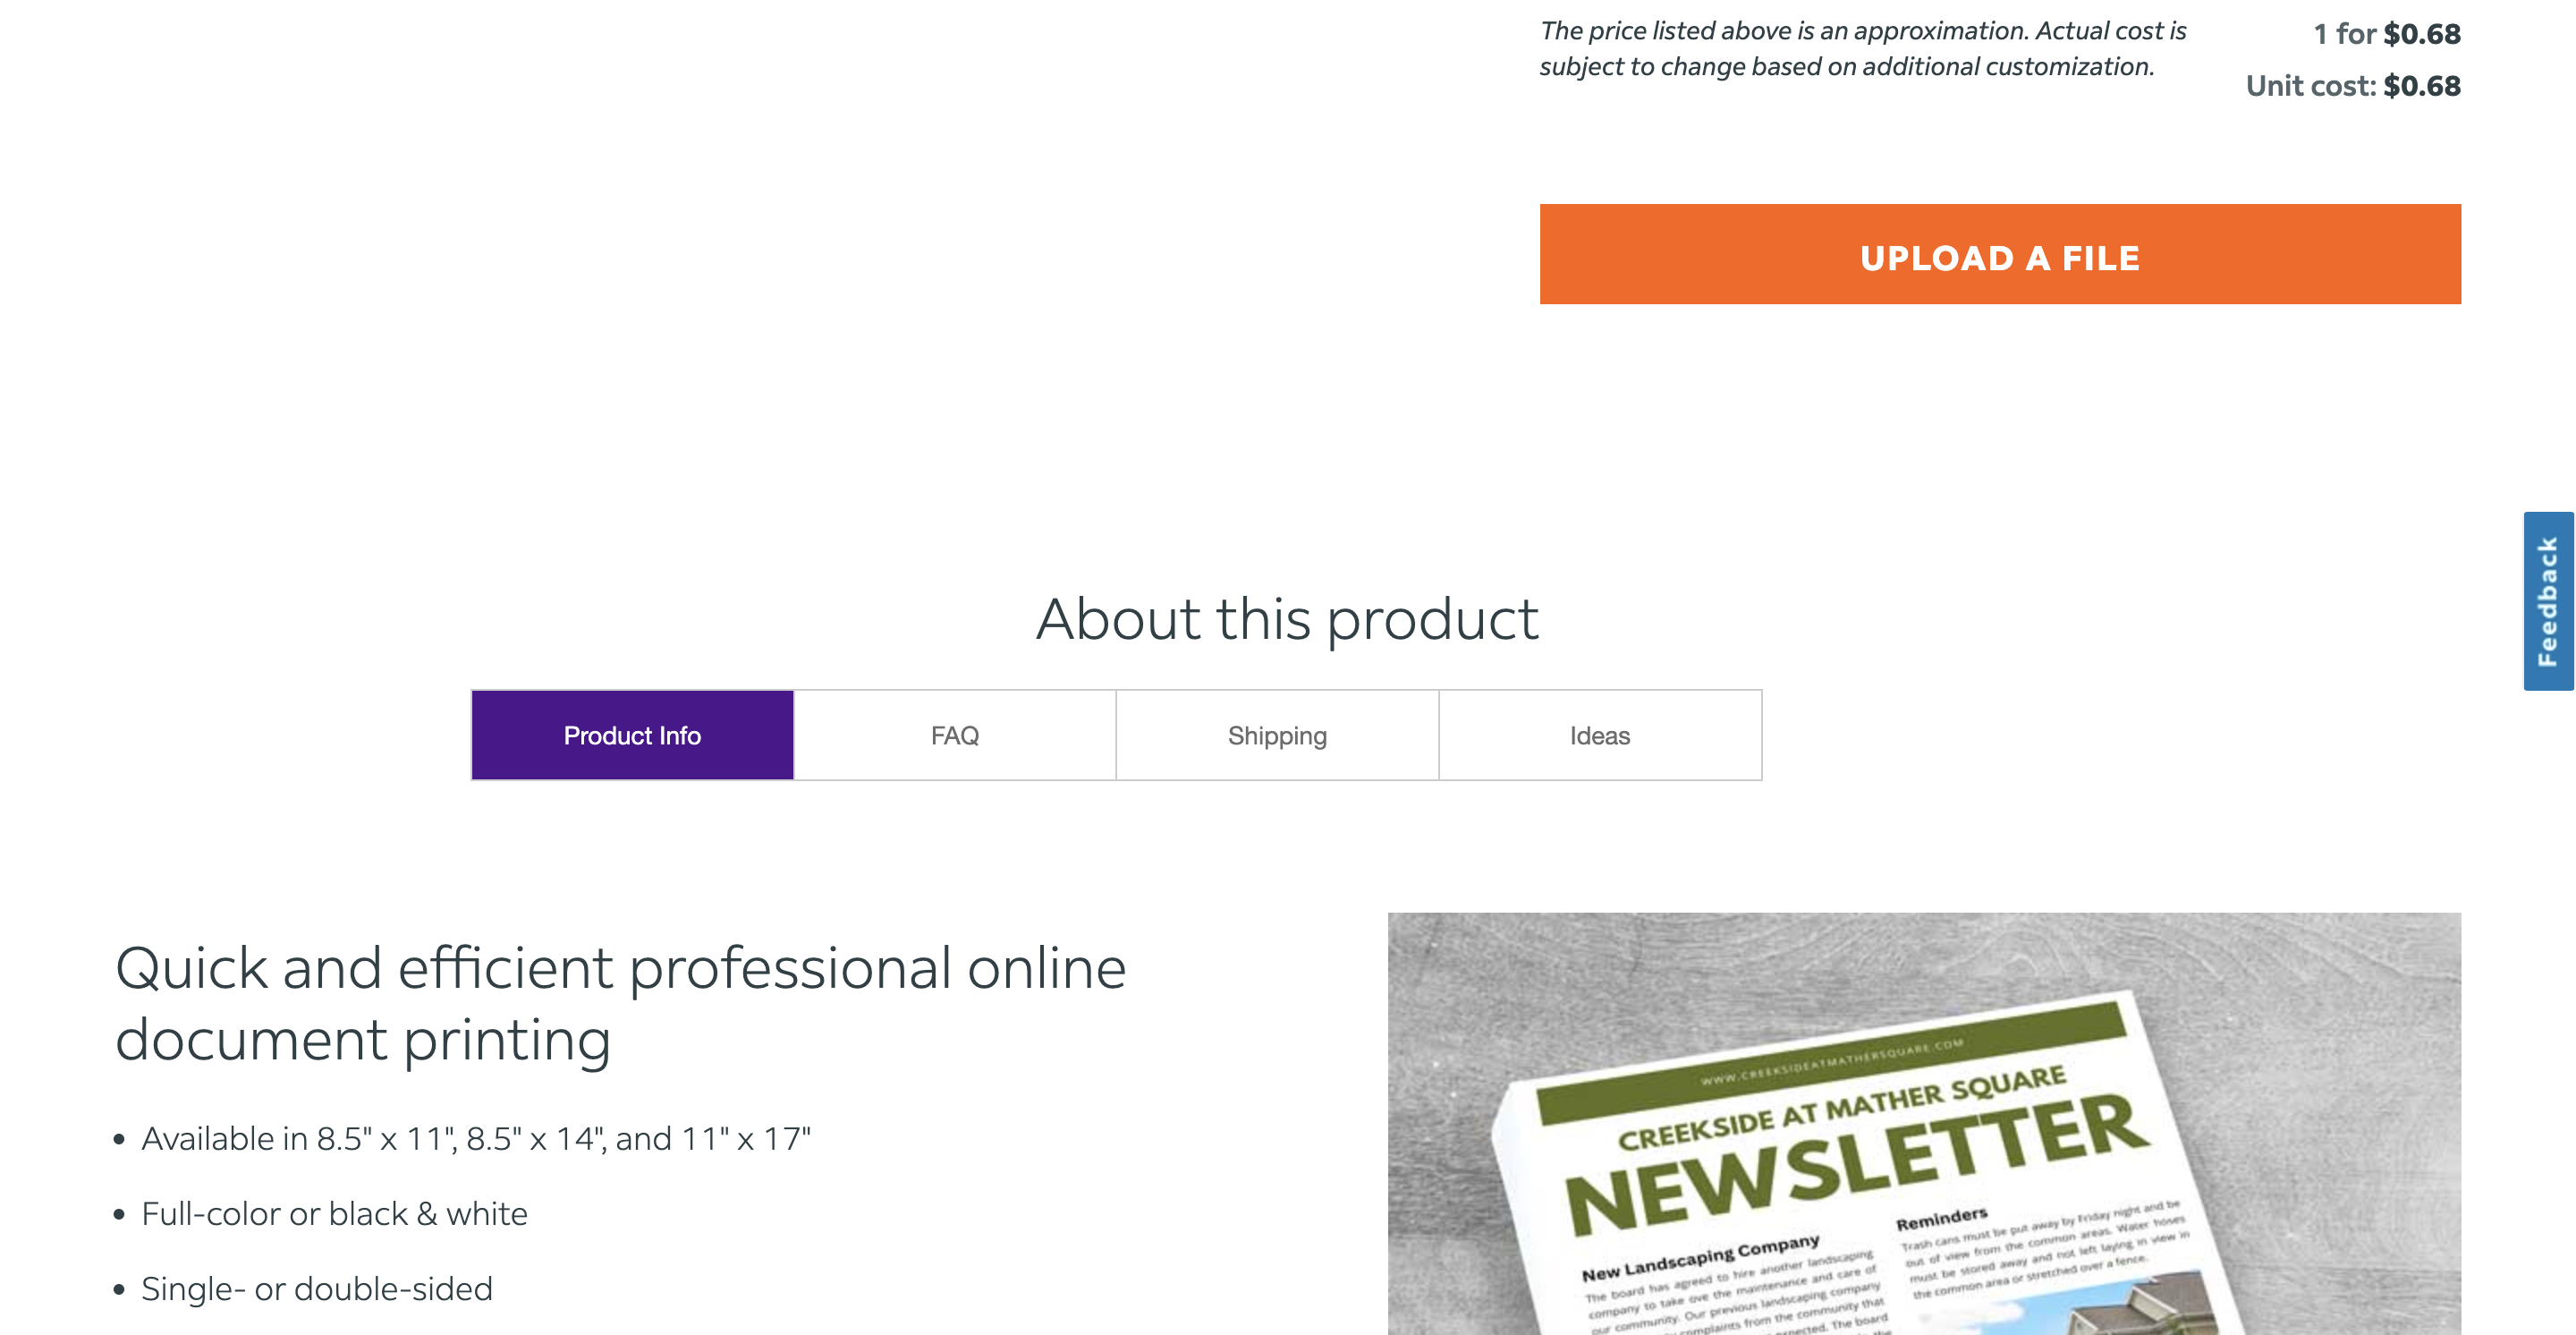 The price listed above is an approximation. Actual cost is
subject to change based on additional customization.
1 for $0.68
Unit cost: $0.68
UPLOAD A FILE
Feedback
About this product
Product Info
FAQ
Shipping
Ideas
Quick and efficient professional online
document printing
• Available in 8.5" x 11", 8.5" x 14", and 11" x 17"
• Full-color or black & white
• Single- or double-sided
WWW.CREEKSIDEATMATHERSQUARE.COM
CREEKSIDE AT MATHER SQUARE
NEWSLETTER
New Landscaping Company
The board has agreed to hire another landscaping
company to take ove the maintenance and care of
our community. Our previous landscaping company
complaints from the community that
The board
the
Reminders
Trash cans must be put away by Friday night and be
out of view from the common areas. Water hoses
must be stored away and not left laying in view in
the common area or stretched over a fence.